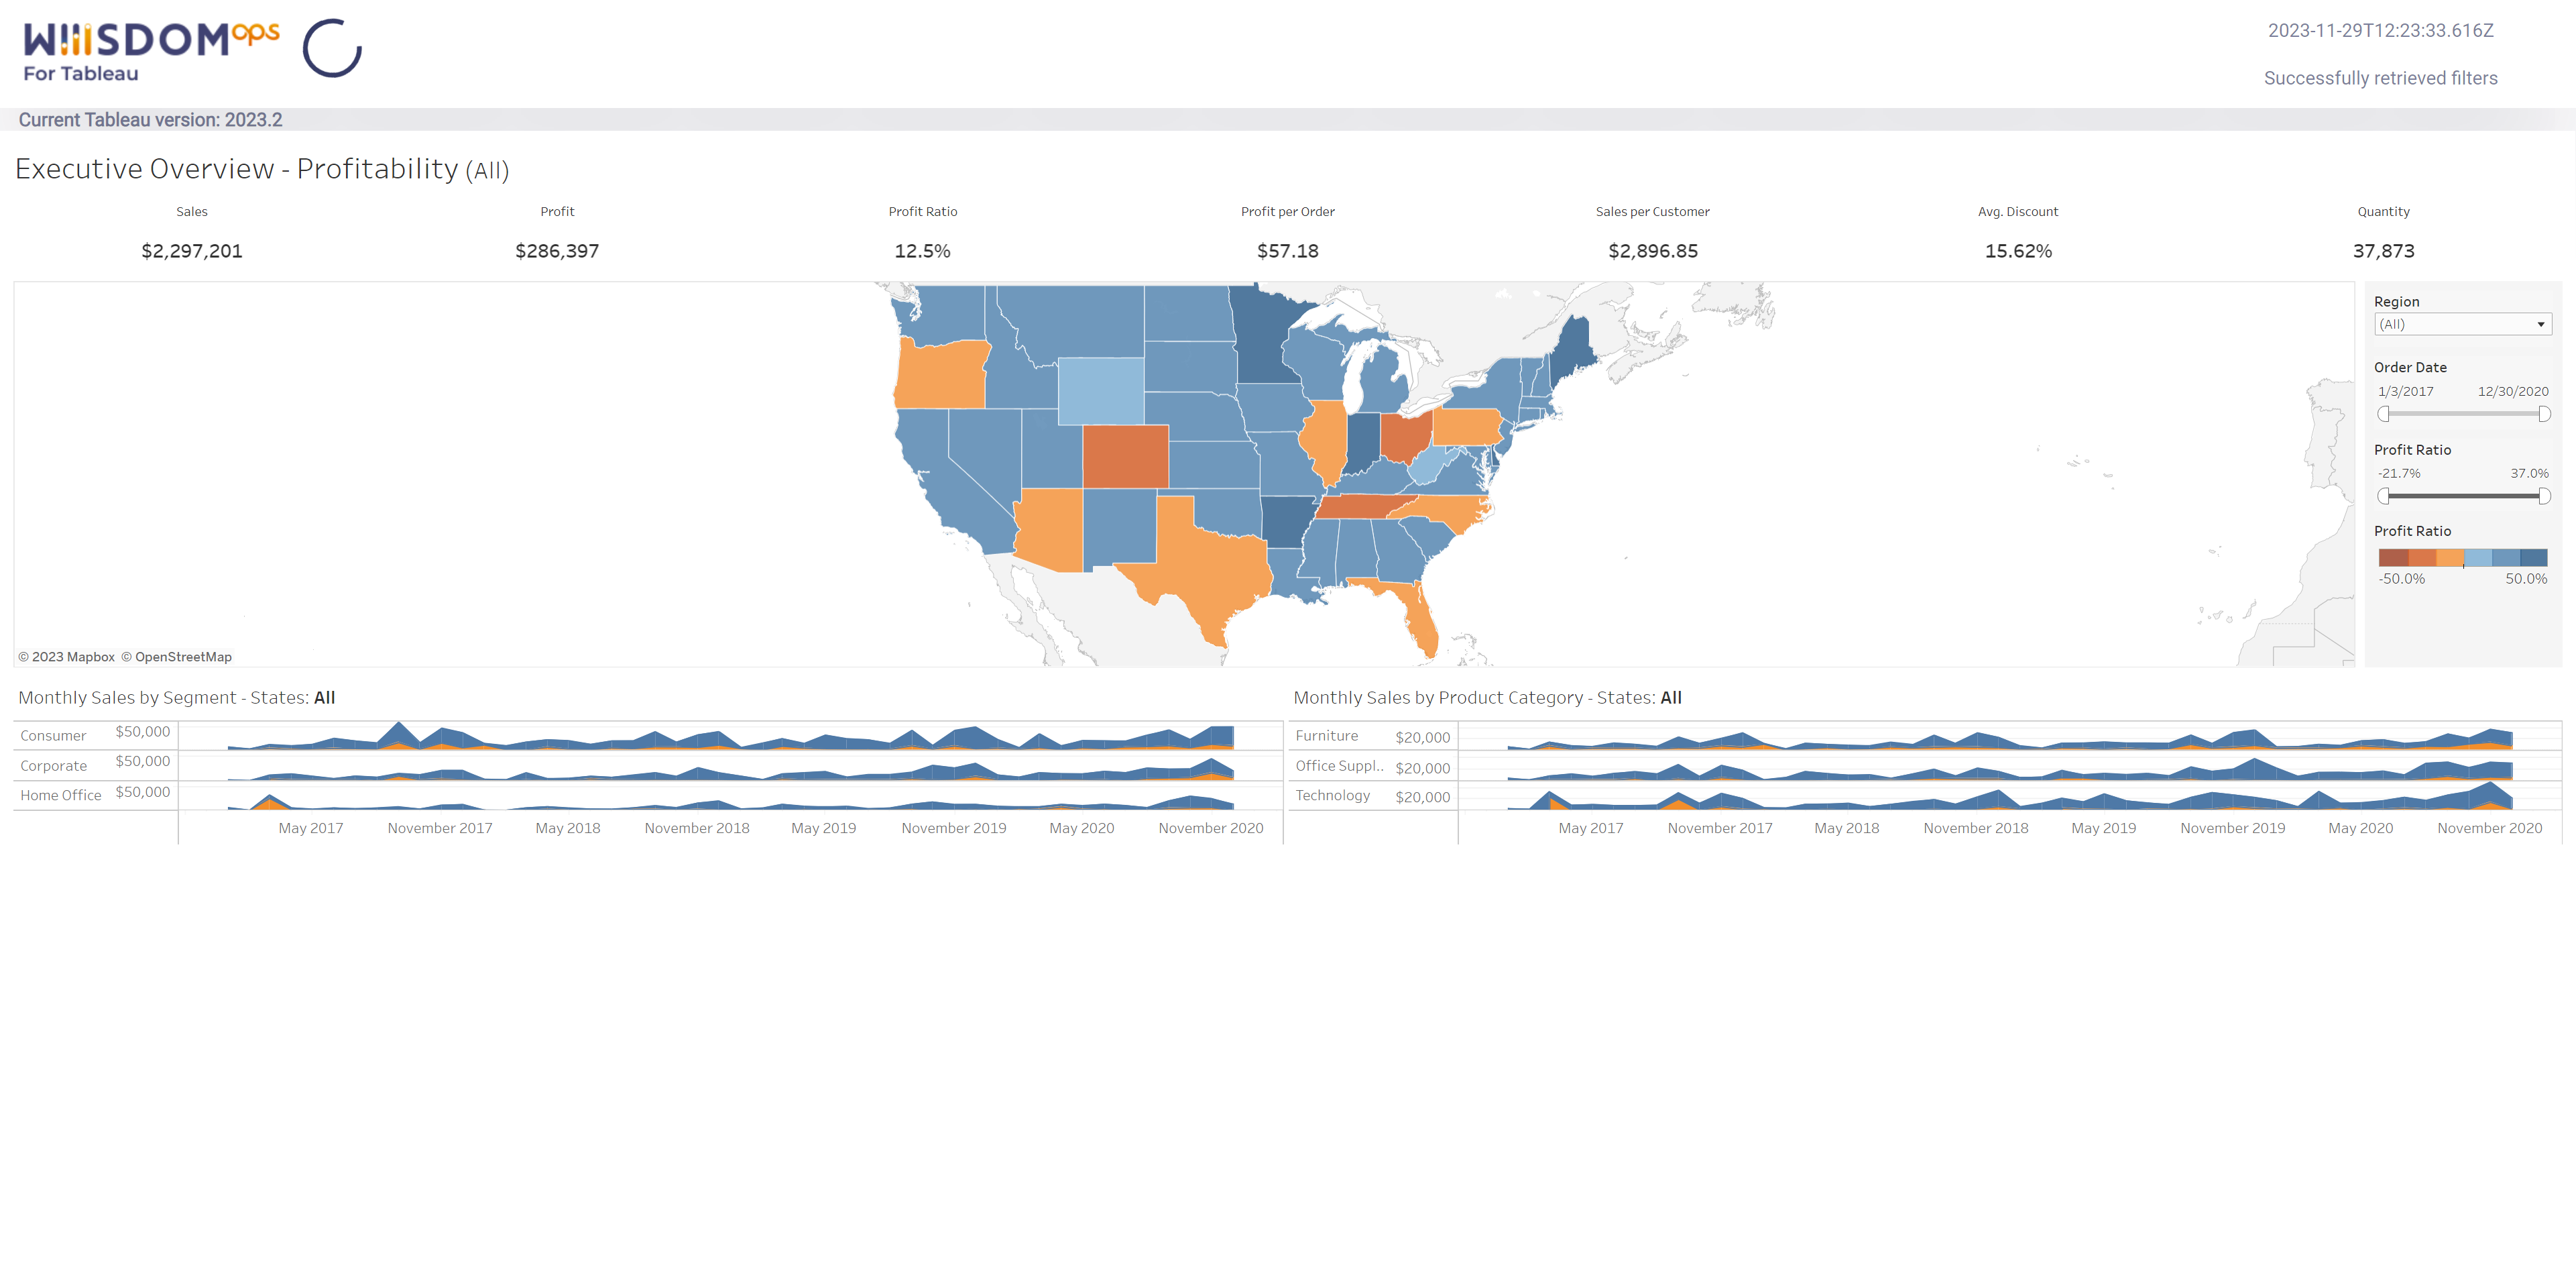 WIIISDOMops
For Tableau
2023-11-29T12:23:33.616Z
Successfully retrieved filters
Current Tableau version: 2023.2
Executive Overview - Profitability (All)
Sales Profit Profit Ratio Profit per Order Sales per Customer Avg. Discount Quantity
$2,297,201 $286,397 12.5% $57.18 $2,896.85 15.62% 37,873
Region
(All)
Order Date
1/3/2017 12/30/2020
Profit Ratio
-21.7% 37.0%
Profit Ratio
-50.0% 50.0%
© 2023 Mapbox © OpenStreetMap
Monthly Sales by Segment - States: All
Consumer $50,000
Corporate $50,000
Home Office $50,000
May 2017 November 2017 May 2018 November 2018 May 2019 November 2019 May 2020 November 2020
Monthly Sales by Product Category - States: All
Furniture $20,000
Office Suppl.. $20,000
Technology $20,000
May 2017 November 2017 May 2018 November 2018 May 2019 November 2019 May 2020 November 2020